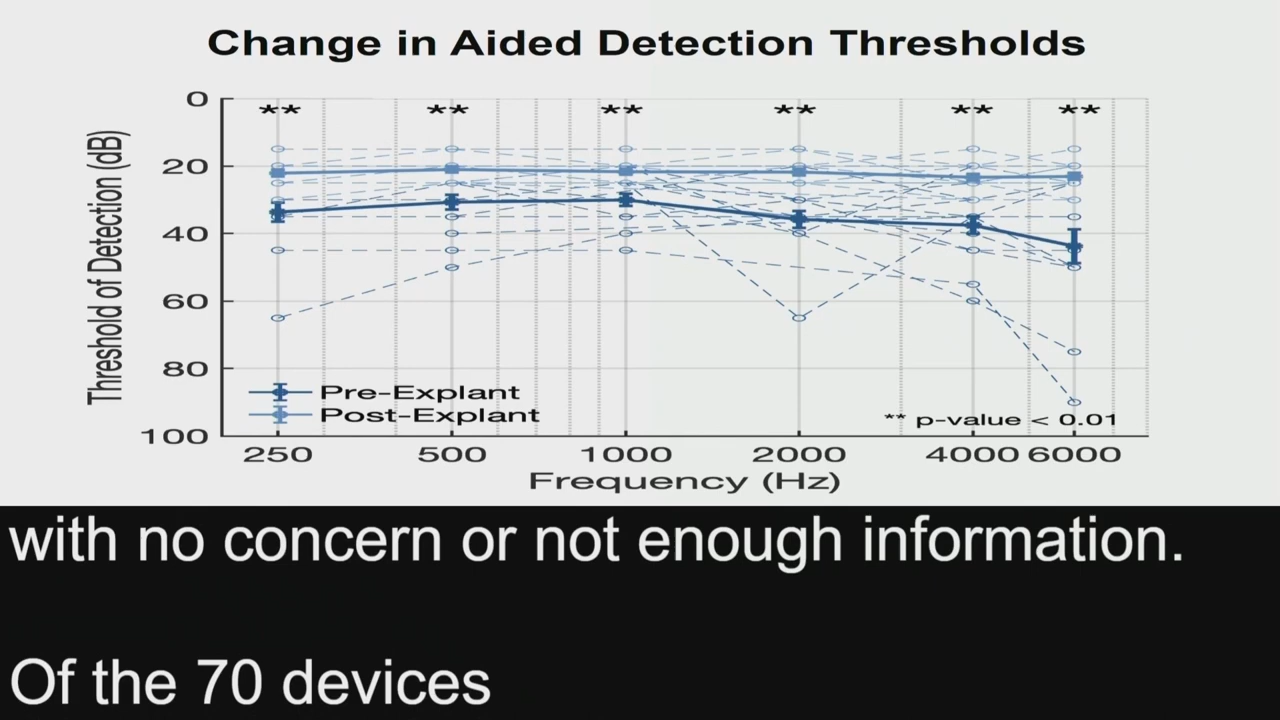 Change in Aided Detection Thresholds
** ** ** ** ** **
Threshold of Detection (dB)
0
20
40
60
80
100
Pre-Explant
Post-Explant
** p-value < 0.01
250 500 1000 2000 4000 6000
Frequency (Hz)
with no concern or not enough information.
Of the 70 devices